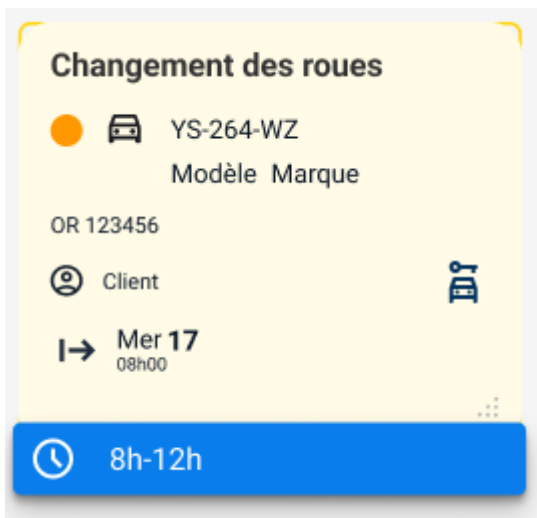 Changement des roues
YS-264-WZ
Modèle Marque
OR 123456
Client
Mer 17
08h00
8h-12h